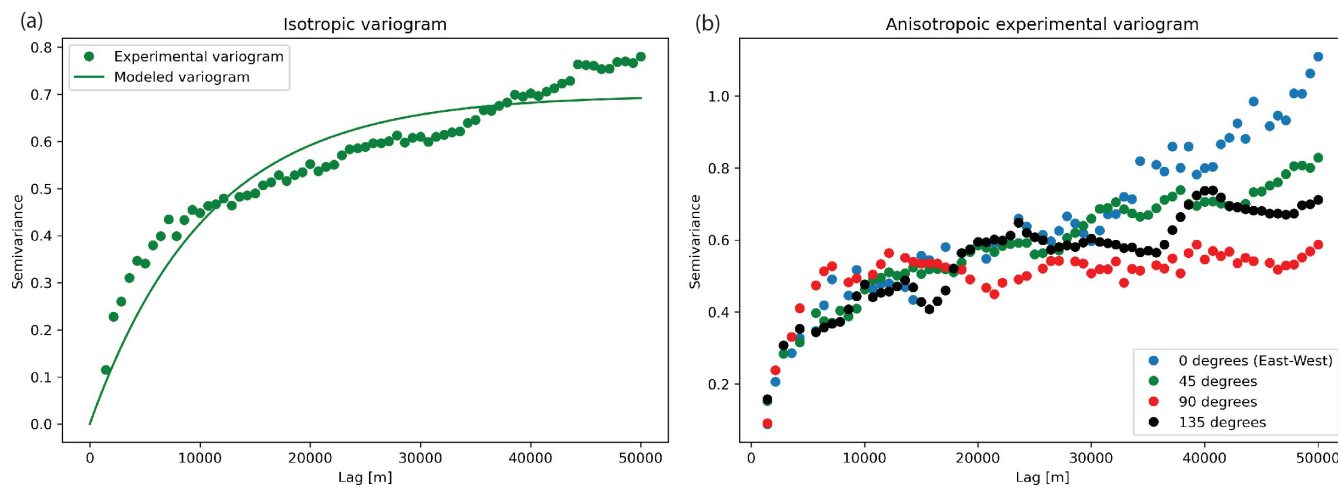 (a)
Isotropic variogram
Experimental variogram
Modeled variogram
0.8
0.7
0.6
0.5
0.4
0.3
0.2
0.1
0.0
Semivariance
0 10000 20000 30000 40000 50000
Lag [m]
(b)
Anisotropoic experimental variogram
1.0
0.8
0.6
0.4
0.2
Semivariance
0 degrees (East-West)
45 degrees
90 degrees
135 degrees
0 10000 20000 30000 40000 50000
Lag [m]